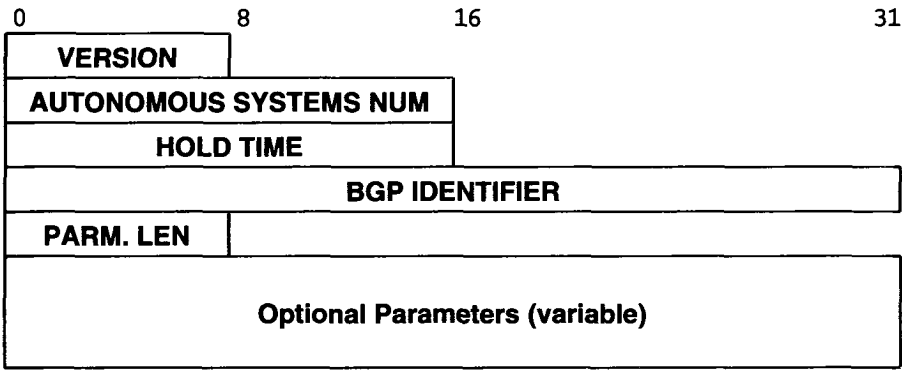 0 8 16 31
VERSION
AUTONOMOUS SYSTEMS NUM
HOLD TIME
BGP IDENTIFIER
PARM. LEN
Optional Parameters (variable)